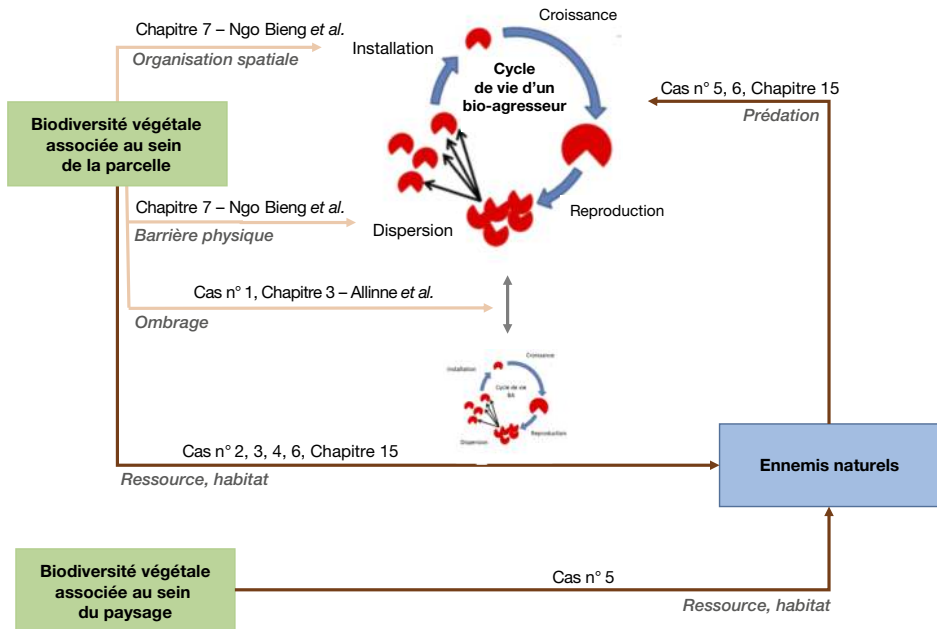 Croissance
Chapitre 7 – Ngo Bieng et al.
Organisation spatiale
Installation
Cycle
de vie d'un
bio-agresseur
Cas n° 5, 6, Chapitre 15
Prédation
Biodiversité végétale
associée au sein
de la parcelle
Chapitre 7 – Ngo Bieng et al.
Barrière physique
Dispersion
Reproduction
Cas n° 1, Chapitre 3 – Allinne et al.
Ombrage
Croissance
Installation
Cycle de vie
BA
Dispersion
Reproduction
Cas n° 2, 3, 4, 6, Chapitre 15
Ressource, habitat
Ennemis naturels
Biodiversité végétale
associée au sein
du paysage
Cas n° 5
Ressource, habitat